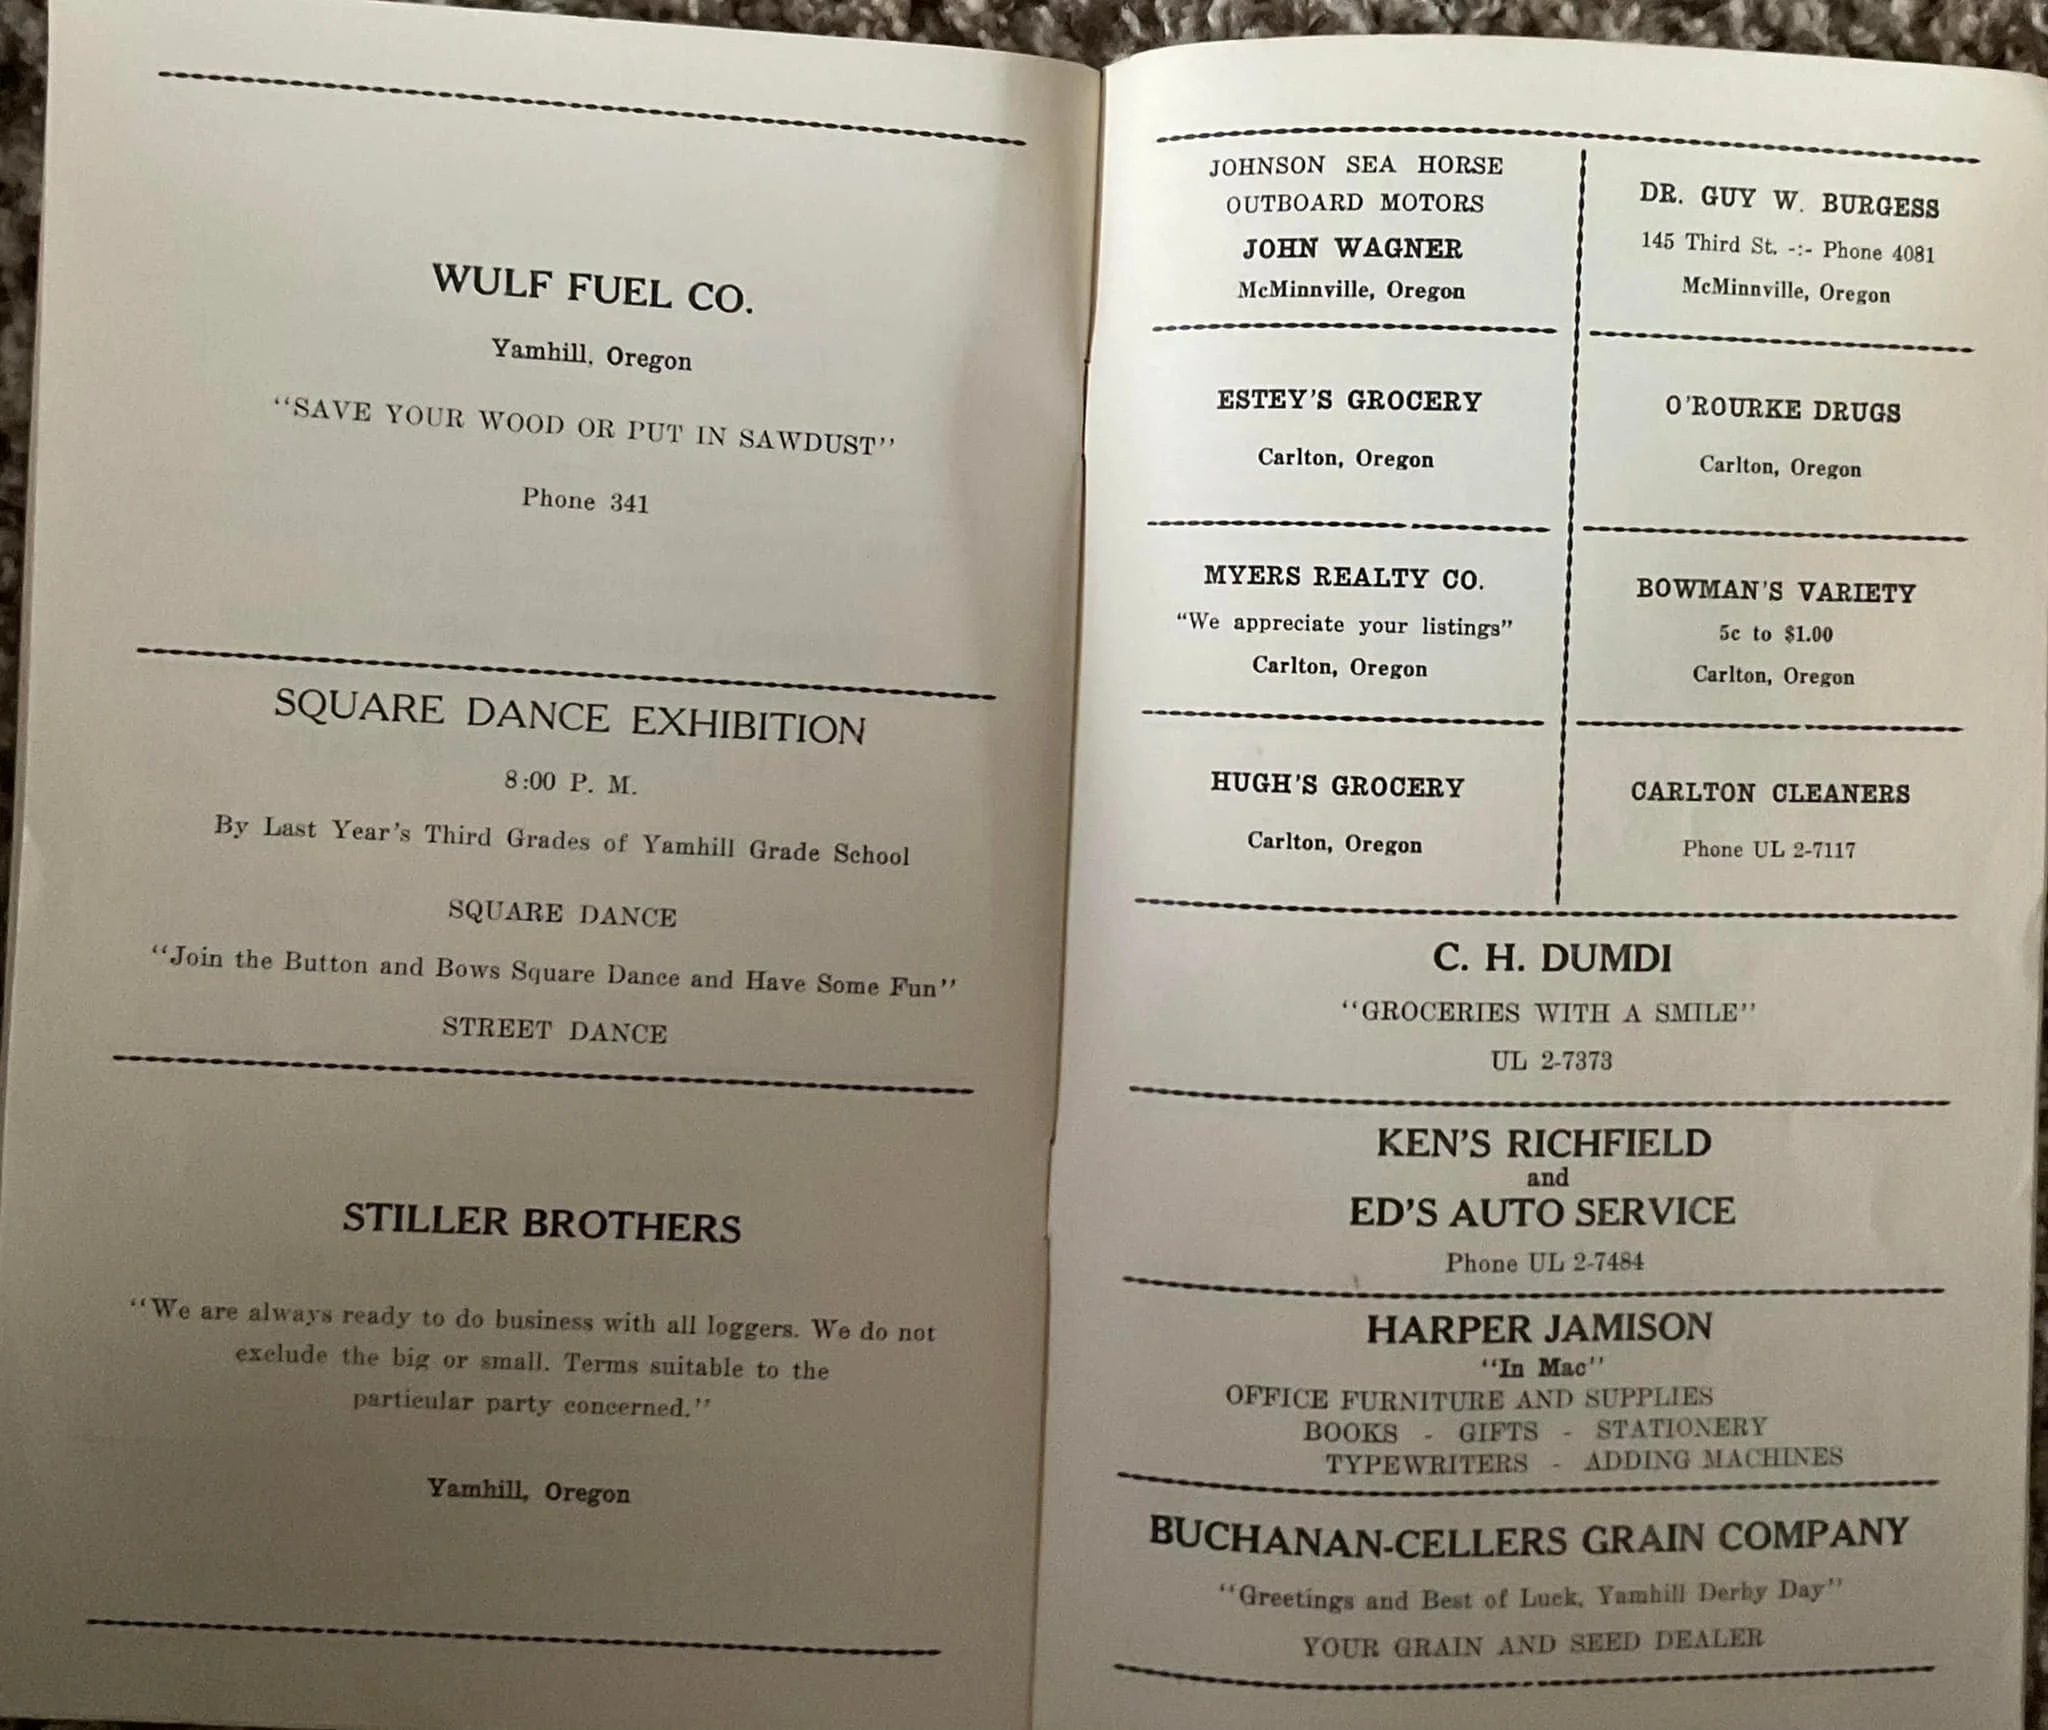 WULF FUEL CO.
Yamhill, Oregon
“SAVE YOUR WOOD OR PUT IN SAWDUST”
Phone 341
SQUARE DANCE EXHIBITION
8:00 P. M.
By Last Year's Third Grades of Yamhill Grade School
SQUARE DANCE
“Join the Button and Bows Square Dance and Have Some Fun”
STREET DANCE
STILLER BROTHERS
“We are always ready to do business with all loggers. We do not
exclude the big or small. Terms suitable to the
particular party concerned.”
Yamhill, Oregon
JOHNSON SEA HORSE
OUTBOARD MOTORS
JOHN WAGNER
McMinnville, Oregon
DR. GUY W. BURGESS
145 Third St. -:- Phone 4081
McMinnville, Oregon
ESTEY'S GROCERY
Carlton, Oregon
O'ROURKE DRUGS
Carlton, Oregon
MYERS REALTY CO.
“We appreciate your listings”
Carlton, Oregon
BOWMAN'S VARIETY
5c to $1.00
Carlton, Oregon
HUGH'S GROCERY
Carlton, Oregon
CARLTON CLEANERS
Phone UL 2-7117
C. H. DUMDI
“GROCERIES WITH A SMILE”
UL 2-7373
KEN'S RICHFIELD
and
ED'S AUTO SERVICE
Phone UL 2-7484
HARPER JAMISON
“In Mac”
OFFICE FURNITURE AND SUPPLIES
BOOKS - GIFTS - STATIONERY
TYPEWRITERS - ADDING MACHINES
BUCHANAN-CELLERS GRAIN COMPANY
“Greetings and Best of Luck, Yamhill Derby Day”
YOUR GRAIN AND SEED DEALER